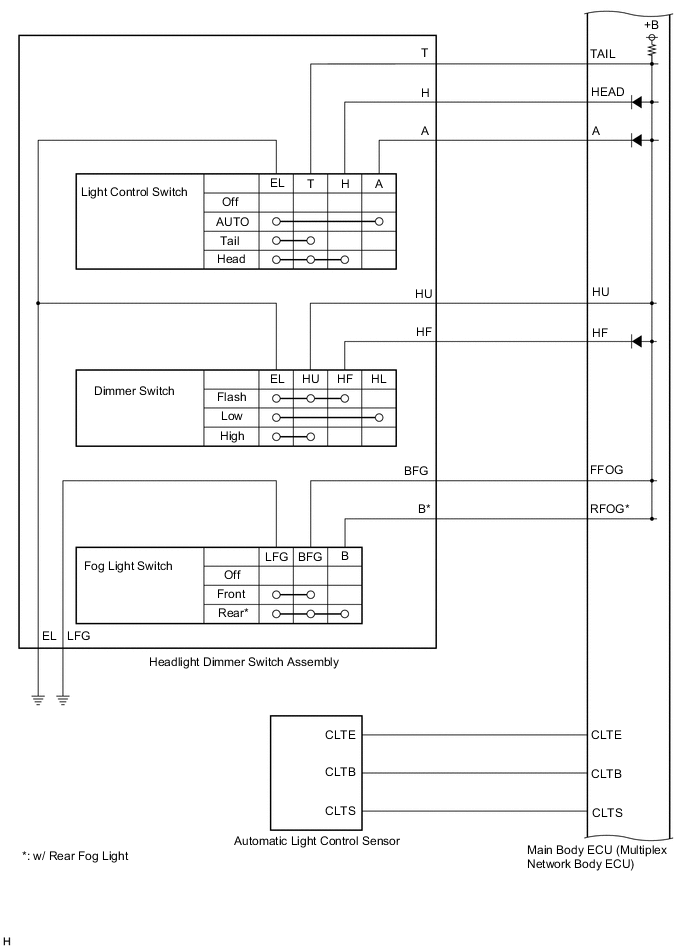 +B
T TAIL
H HEAD
A A
Light Control Switch EL T H A
Off
AUTO
Tail
Head
HU HU
HF HF
Dimmer Switch EL HU HF HL
Flash
Low
High
BFG FFOG
B* RFOG*
Fog Light Switch LFG BFG B
Off
Front
Rear*
EL LFG
Headlight Dimmer Switch Assembly
CLTE CLTE
CLTB CLTB
CLTS CLTS
Automatic Light Control Sensor
Main Body ECU (Multiplex
Network Body ECU)
*: w/ Rear Fog Light
H